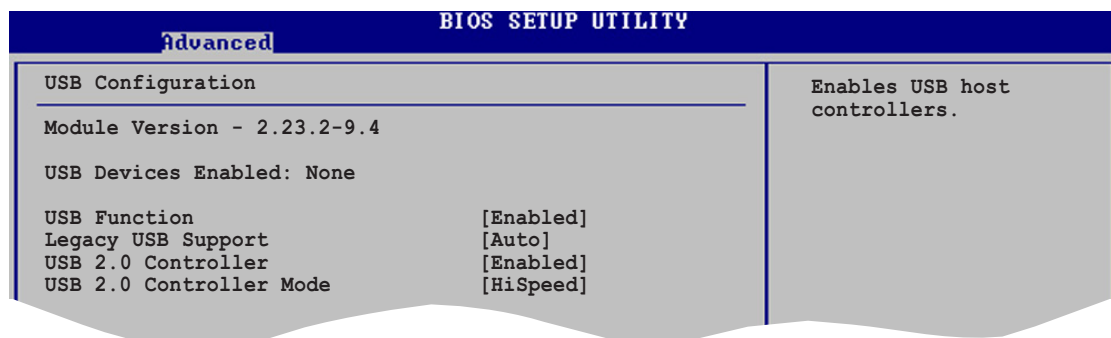 BIOS SETUP UTILITY
Advanced
USB Configuration
Module Version - 2.23.2-9.4
USB Devices Enabled: None
USB Function [Enabled]
Legacy USB Support [Auto]
USB 2.0 Controller [Enabled]
USB 2.0 Controller Mode [HiSpeed]
Enables USB host
controllers.